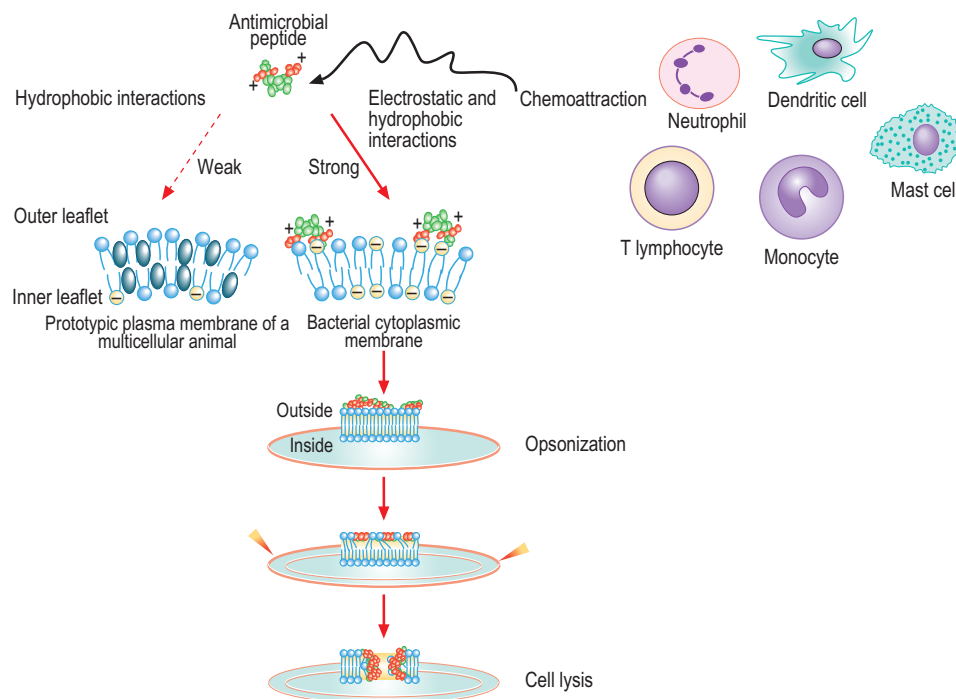 Antimicrobial
peptide
+
+
Hydrophobic interactions
Electrostatic and
hydrophobic
interactions
Chemoattraction
Neutrophil
Dendritic cell
Mast cell
T lymphocyte
Monocyte
Weak
Strong
Outer leaflet
Inner leaflet
+
+
+
+
−
−
−
−
−
−
−
−
−
−
Prototypic plasma membrane of a
multicellular animal
Bacterial cytoplasmic
membrane
Outside
Inside
Opsonization
Cell lysis